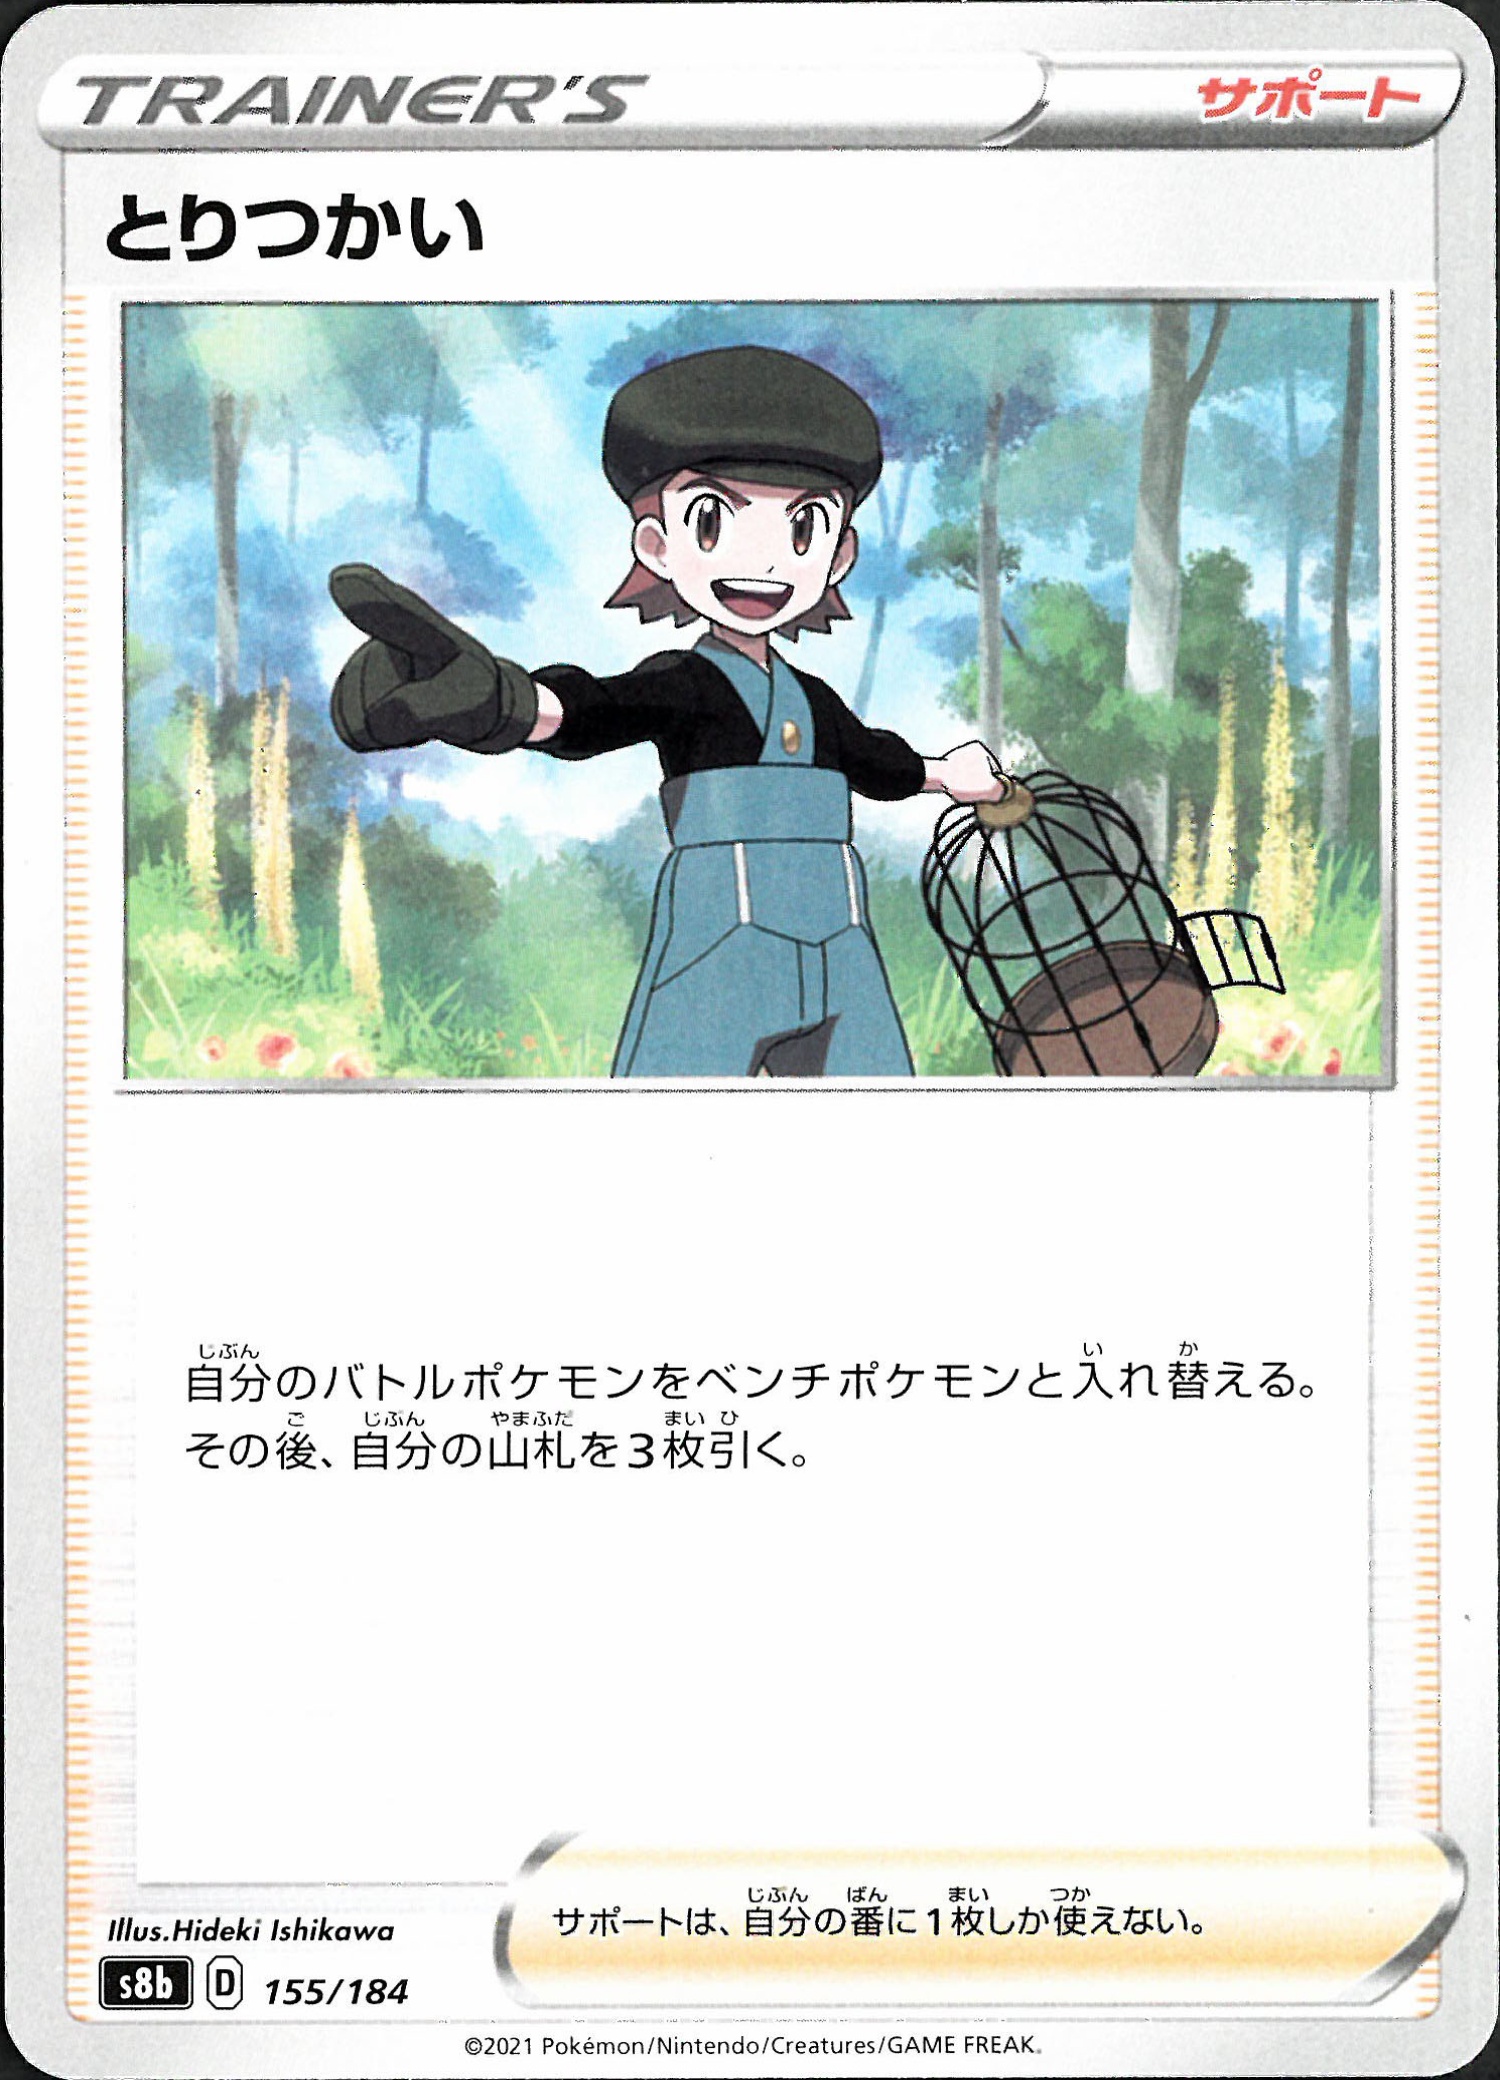 TRAINER'S
サポート
とりつかい
じぶん い か
自分のバトルポケモンをベンチポケモンと入れ替える。
ご じぶん やまふだ まい ひ
その後、自分の山札を3枚引く。
じぶん ばん まい つか
サポートは、自分の番に1枚しか使えない。
Illus.Hideki Ishikawa
s8b D 155/184
©2021 Pokémon/Nintendo/Creatures/GAME FREAK.